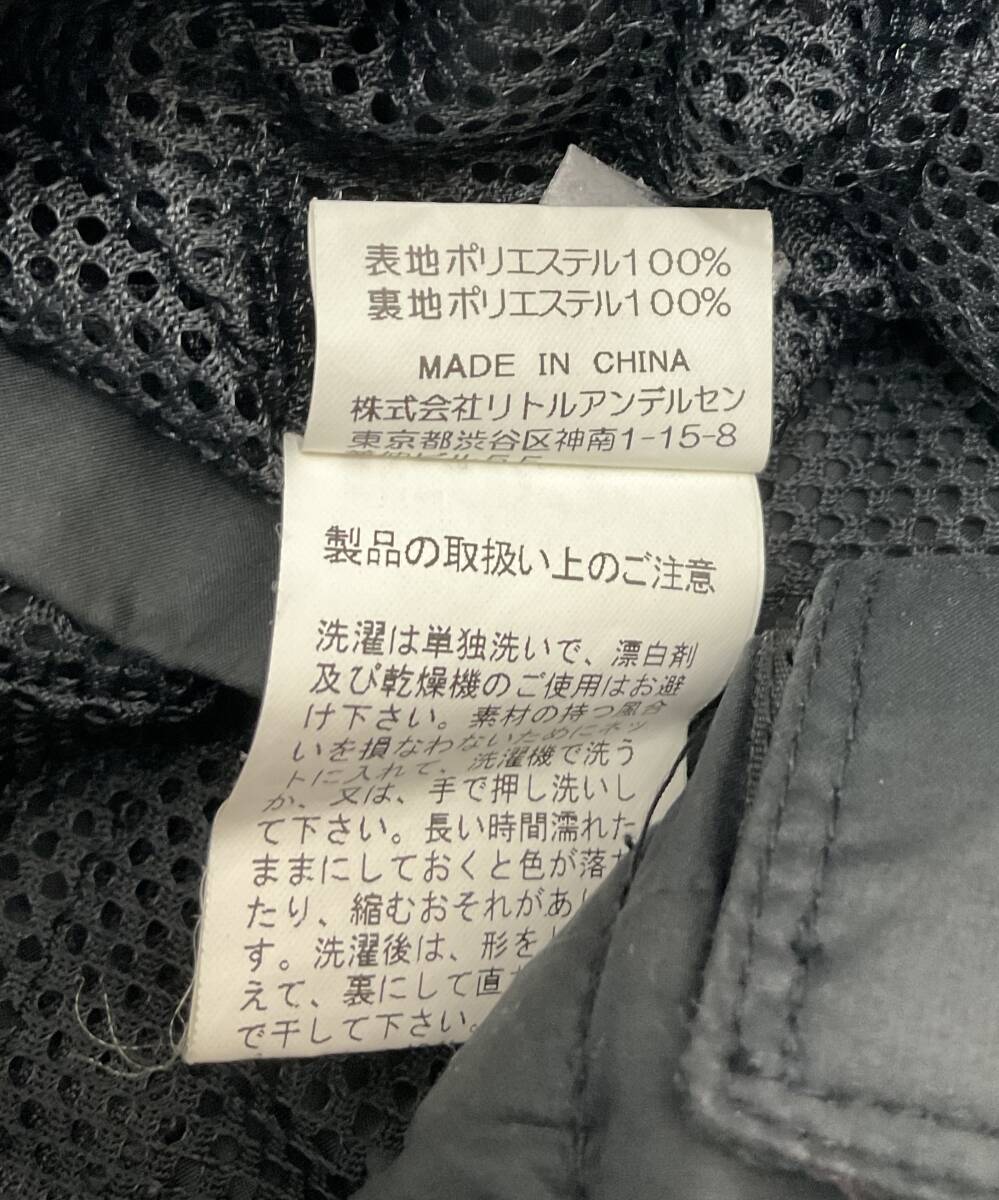 表地ポリエステル100%
裏地ポリエステル100%
MADE IN CHINA
株式会社リトルアンデルセン
東京都渋谷区神南1-15-8
製品の取扱い上のご注意
洗濯は単独洗いで、漂白剤
及び乾燥機のご使用はお避
け下さい。素材の持つ風合
いを損なわないためにネッ
トに入れて、洗濯機で洗う
か、又は、手で押し洗いし
て下さい。長い時間濡れた
ままにしておくと色が落
たり、縮むおそれがあ
す。洗濯後は、形を
えて、裏にして直
で干して下さい。